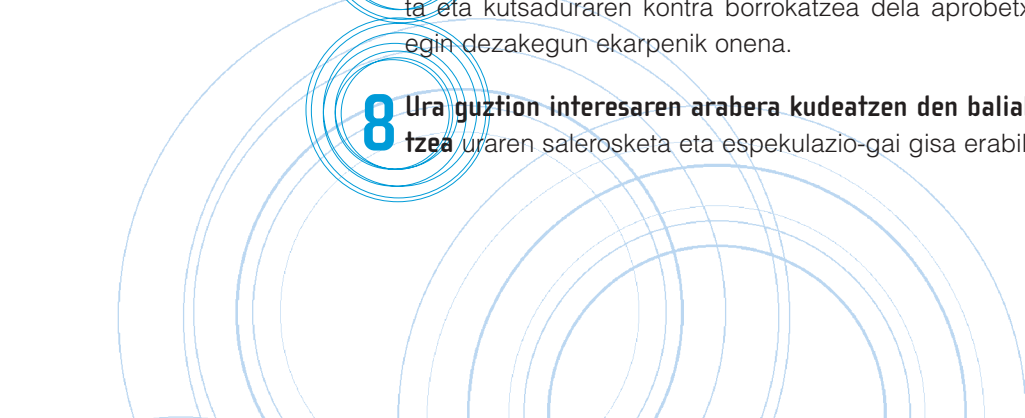 ta eta kutsaduraren kontra borrokatzea dela aprobetx
egin dezakegun ekarpenik onena.
8 Ura guztion interesaren arabera kudeatzen den balia
tzea uraren salerosketa eta espekulazio-gai gisa erabil